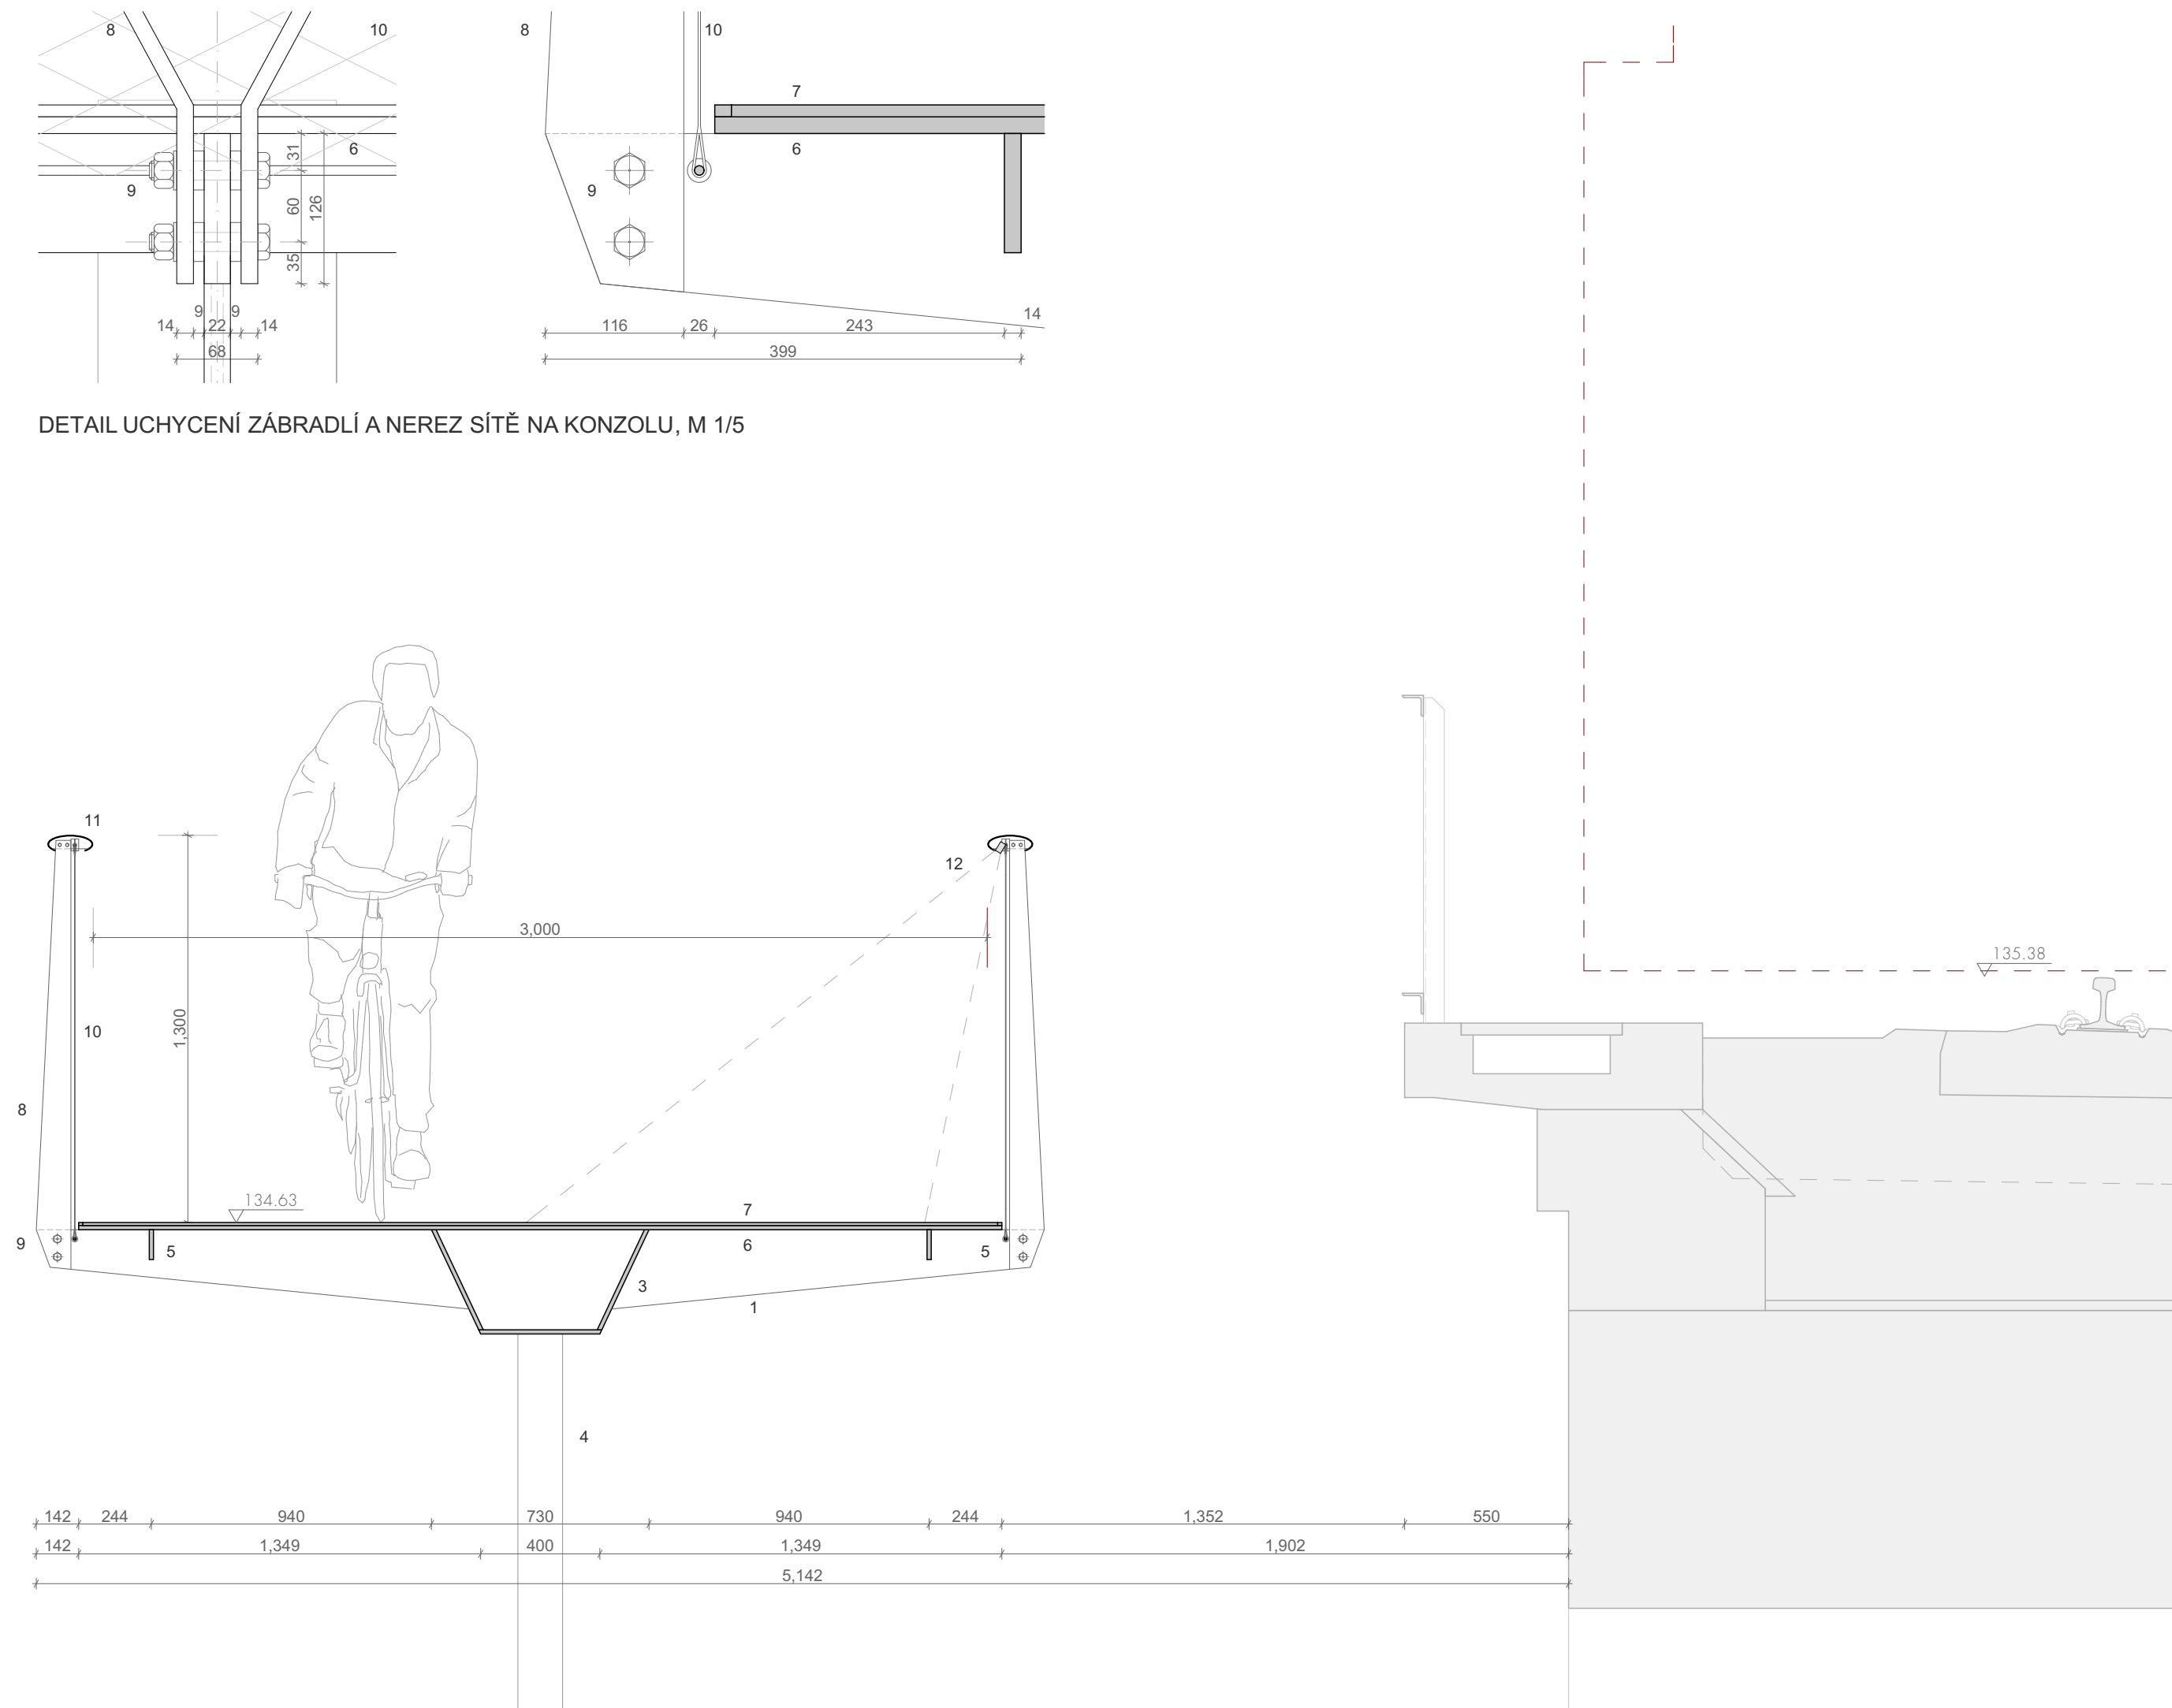 8 10 8 10
7
31 6 6
9 60 126 9
35
9 9
14 22 14 116 26 243 14
68 399
DETAIL UCHYCENÍ ZÁBRADLÍ A NEREZ SÍTĚ NA KONZOLU, M 1/5
11
12
3,000
135.38
1,300
10
8
134.63
7
9 5 6 5
3
1
4
142 244 940 730 940 244 1,352 550
142 1,349 400 1,349 1,902
5,142